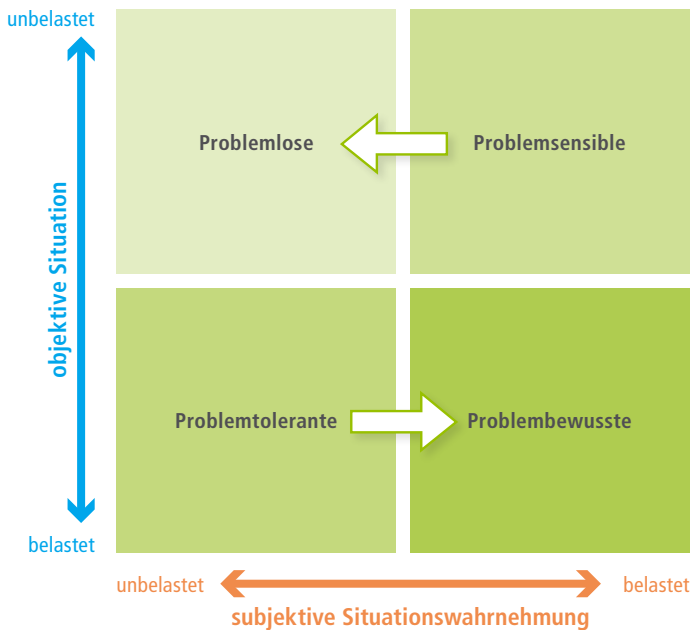 unbelastet
Problemlose
Problemsensible
objektive Situation
Problemtolerante
Problembewusste
belastet
unbelastet
belastet
subjektive Situationswahrnehmung